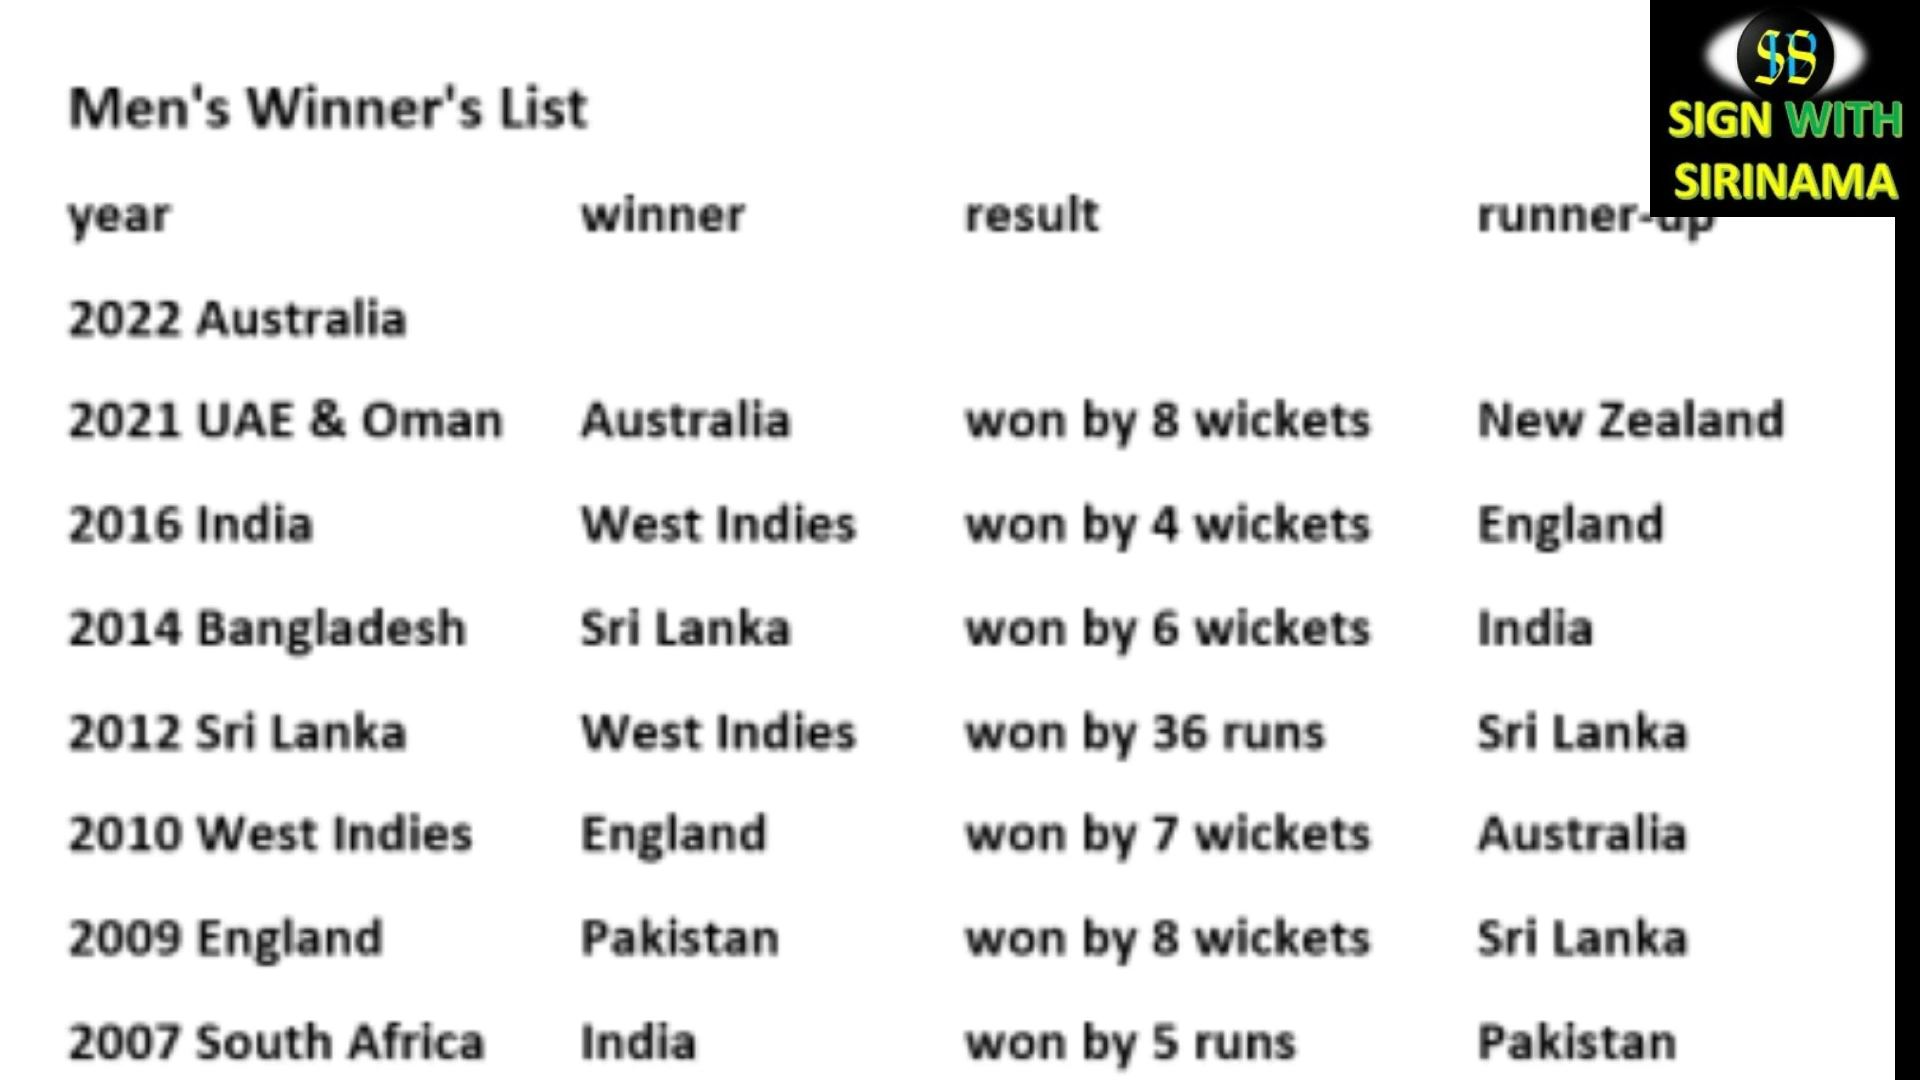 SIGN WITH
SIRINAMA
Men's Winner's List
year winner result runner-up
2022 Australia
2021 UAE & Oman Australia won by 8 wickets New Zealand
2016 India West Indies won by 4 wickets England
2014 Bangladesh Sri Lanka won by 6 wickets India
2012 Sri Lanka West Indies won by 36 runs Sri Lanka
2010 West Indies England won by 7 wickets Australia
2009 England Pakistan won by 8 wickets Sri Lanka
2007 South Africa India won by 5 runs Pakistan